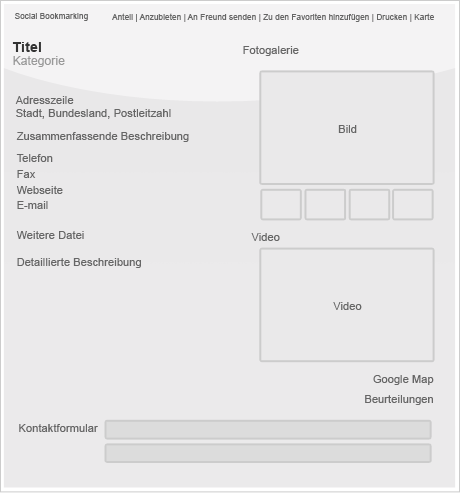 Social Bookmarking
Anteil | Anzubieten | An Freund senden | Zu den Favoriten hinzufügen | Drucken | Karte
Titel
Kategorie
Fotogalerie
Adresszeile
Stadt, Bundesland, Postleitzahl
Bild
Zusammenfassende Beschreibung
Telefon
Fax
Webseite
E-mail
Weitere Datei
Video
Detaillierte Beschreibung
Video
Google Map
Beurteilungen
Kontaktformular